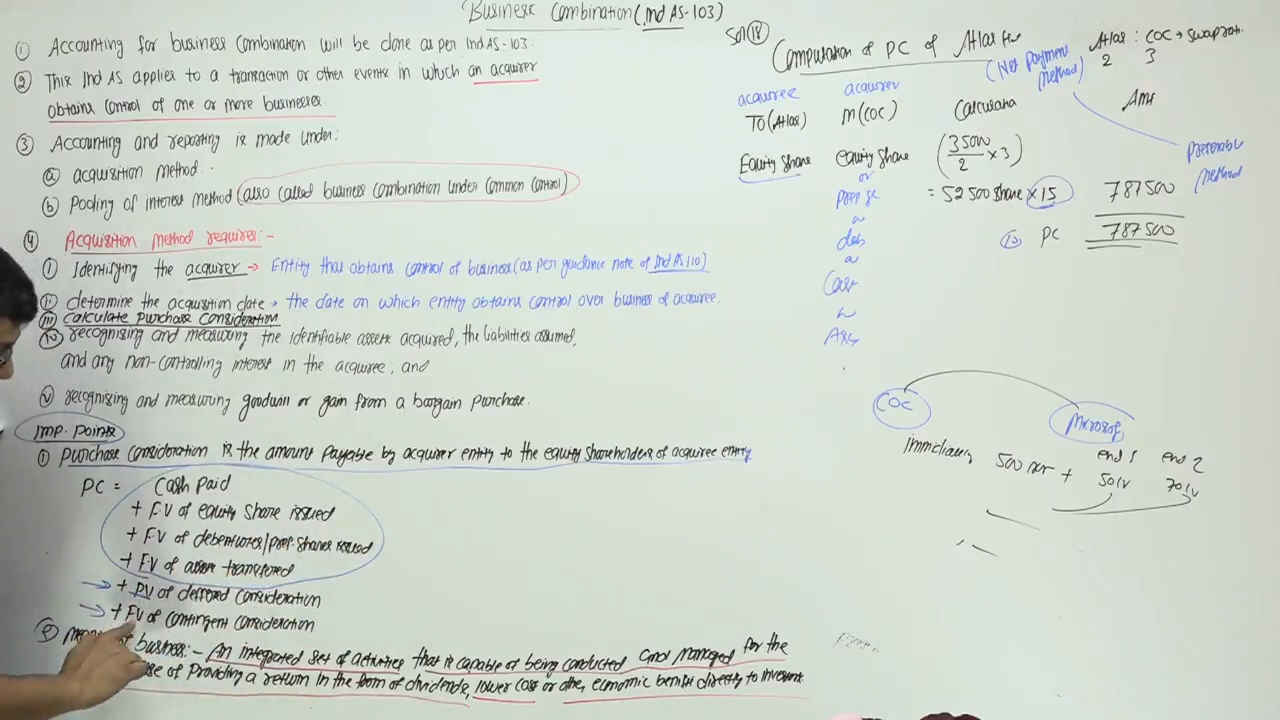 Business Combination (Ind AS-103)
① Accounting for business combination will be done as per Ind AS-103.
② This Ind AS applies to a transaction or other events in which an acquirer
obtains control of one or more businesses.
③ Accounting and reporting is made under:
ⓐ acquisition method.
ⓑ Pooling of interest method (also called business combination under common control)
④ Acquisition method requires:-
ⓘ Identifying the acquirer → Entity that obtains control of business (as per guidance note of Ind AS 110)
ⅱ determine the acquisition date → the date on which entity obtains control over business of acquiree.
ⅲ calculate purchase consideration
ⅳ recognising and measuring the identifiable assets acquired, the liabilities assumed,
and any non-controlling interest in the acquiree; and
ⅴ recognising and measuring goodwill or gain from a bargain purchase.
Imp. Points
① Purchase consideration is the amount payable by acquirer entity to the equity shareholders of acquiree entity
PC = Cash Paid
+ F.V of equity share issued
+ F.V of debentures/pref. shares issued
+ F.V of assets transferred
→ + PV of deffered consideration
→ + FV of contingent consideration
② of business:- An integrated set of activities that is capable of being conducted and managed for the
of Providing a return in the form of dividends, lower cost or other economic benefit directly to investors
Sol ⑱
Computation of PC of Atlas
(Net Payment Method)
Atlas : COC → swap ratio
2 3
acquiree acquirer
TO (Atlas) M (COC) Calculation Amt
Equity Share equity share (35000/2 × 3)
= 52500 share × 15 787500
PC 787500
or
Pref sh
or
deb
or
Cash
or
Preferable
method
COC Microsoft
Immediately 500 + end 1 end 2
50 70